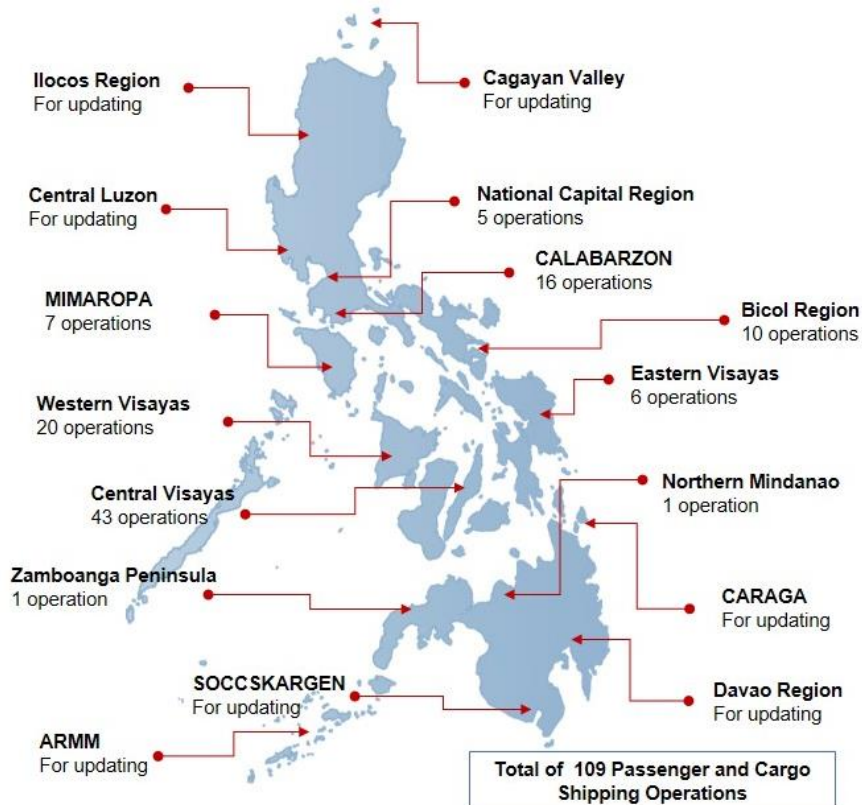 Ilocos Region
For updating
Cagayan Valley
For updating
Central Luzon
For updating
National Capital Region
5 operations
CALABARZON
16 operations
MIMAROPA
7 operations
Bicol Region
10 operations
Eastern Visayas
6 operations
Western Visayas
20 operations
Northern Mindanao
1 operation
Central Visayas
43 operations
Zamboanga Peninsula
1 operation
CARAGA
For updating
SOCCSKARGEN
For updating
Davao Region
For updating
ARMM
For updating
Total of 109 Passenger and Cargo
Shipping Operations